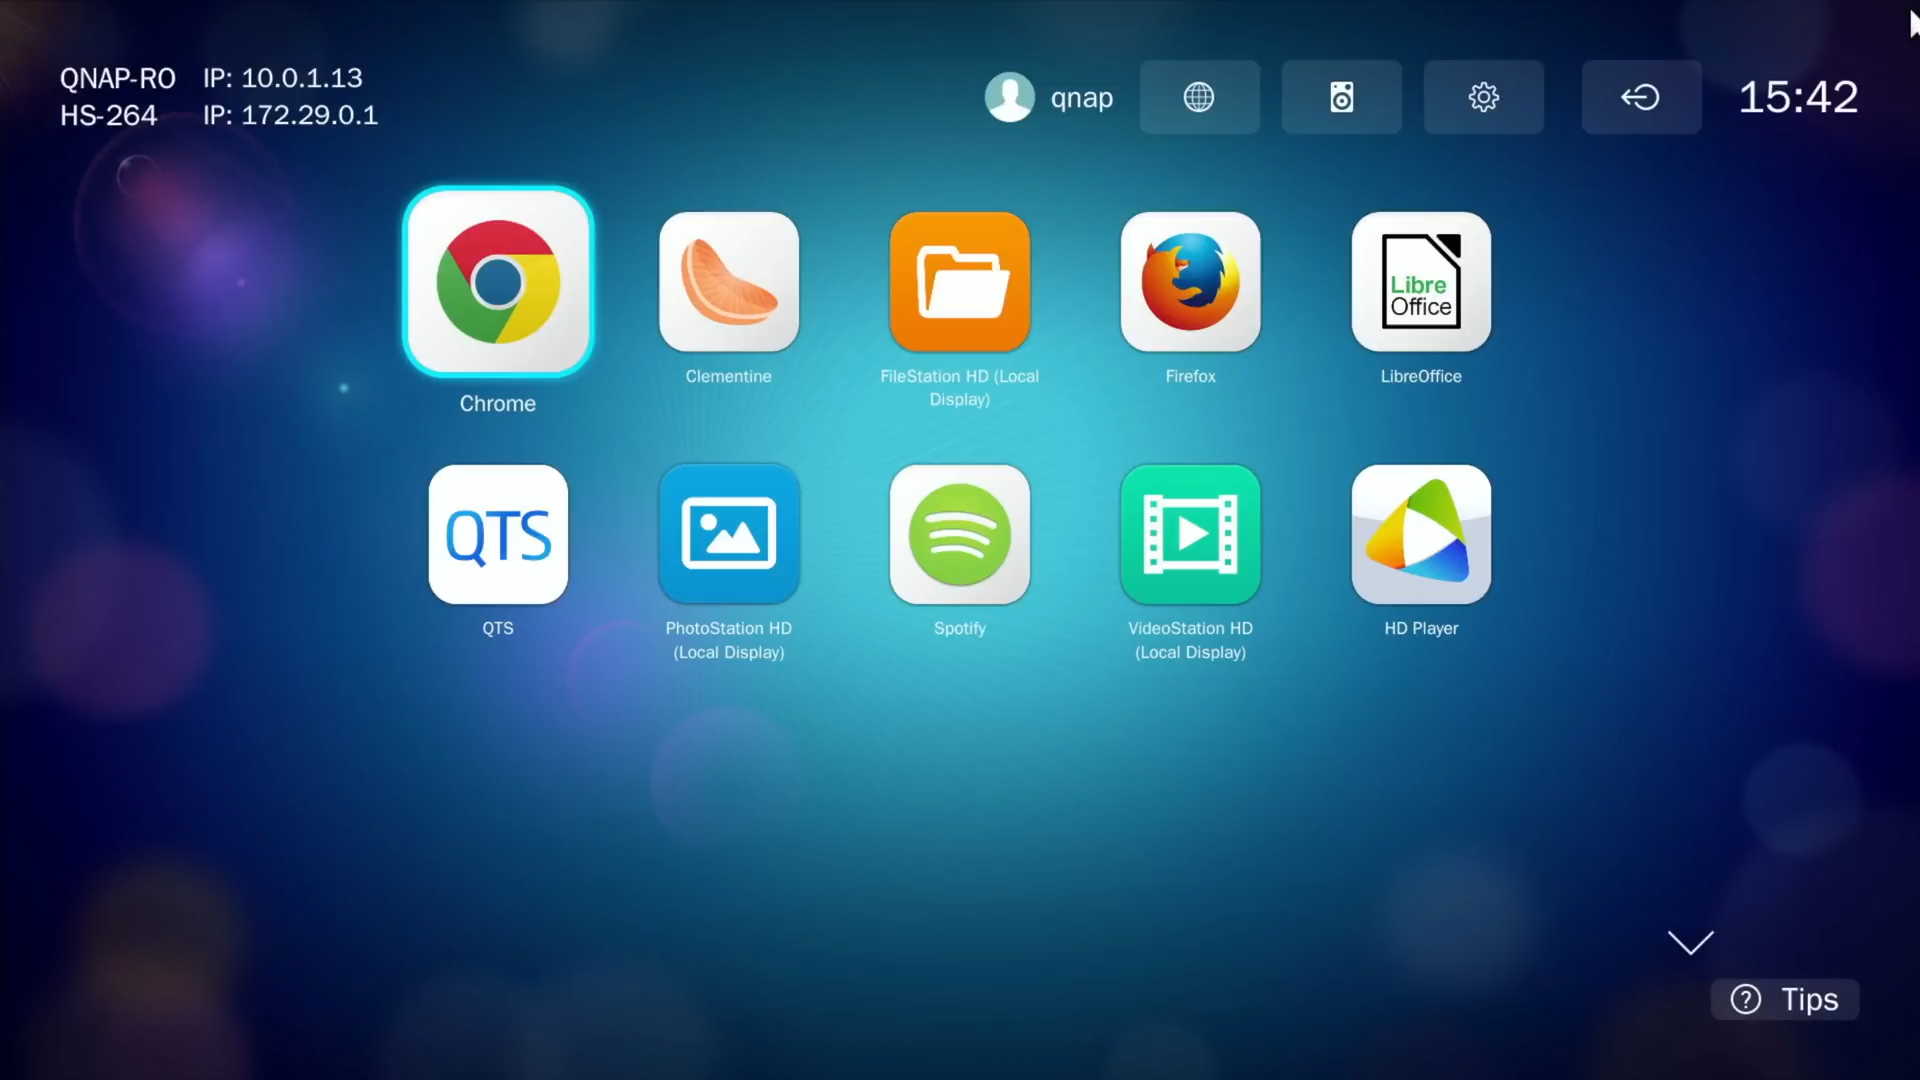 QNAP-RO IP: 10.0.1.13
HS-264 IP: 172.29.0.1
qnap
15:42
Libre
Office
Chrome
Clementine
FileStation HD (Local
Display)
Firefox
LibreOffice
QTS
QTS
PhotoStation HD
(Local Display)
Spotify
VideoStation HD
(Local Display)
HD Player
? Tips